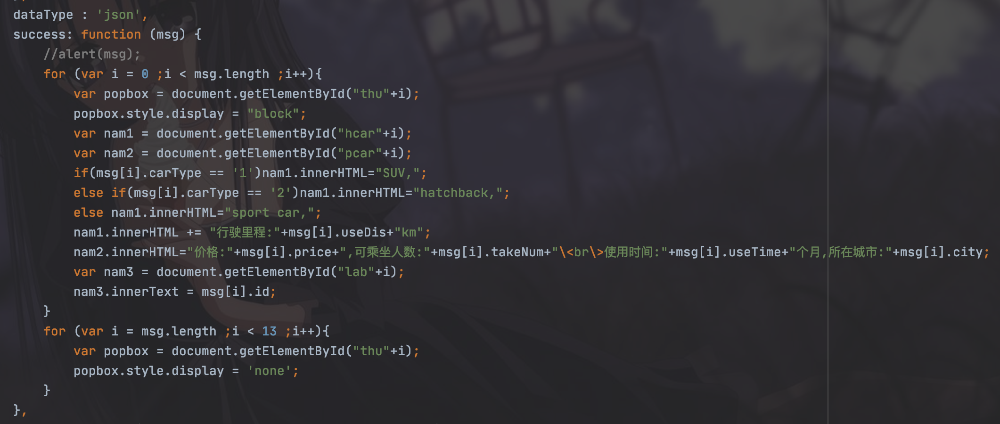 dataType : 'json',
success: function (msg) {
//alert(msg);
for (var i = 0 ;i < msg.length ;i++){
var popbox = document.getElementById("thu"+i);
popbox.style.display = "block";
var nam1 = document.getElementById("hcar"+i);
var nam2 = document.getElementById("pcar"+i);
if(msg[i].carType == '1')nam1.innerHTML="SUV,";
else if(msg[i].carType == '2')nam1.innerHTML="hatchback,";
else nam1.innerHTML="sport car,";
nam1.innerHTML += "行驶里程:"+msg[i].useDis+"km";
nam2.innerHTML="价格:"+msg[i].price+",可乘坐人数:"+msg[i].takeNum+"\<br\>使用时间:"+msg[i].useTime+"个月,所在城市:"+msg[i].city;
var nam3 = document.getElementById("lab"+i);
nam3.innerText = msg[i].id;
}
for (var i = msg.length ;i < 13 ;i++){
var popbox = document.getElementById("thu"+i);
popbox.style.display = 'none';
}
},